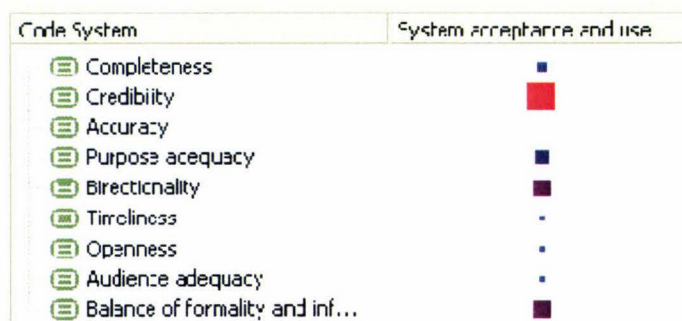 Code System System acceptance and use
Completeness
Credibility
Accuracy
Purpose adequacy
Directionality
Timeliness
Openness
Audience adequacy
Balance of formality and inf...